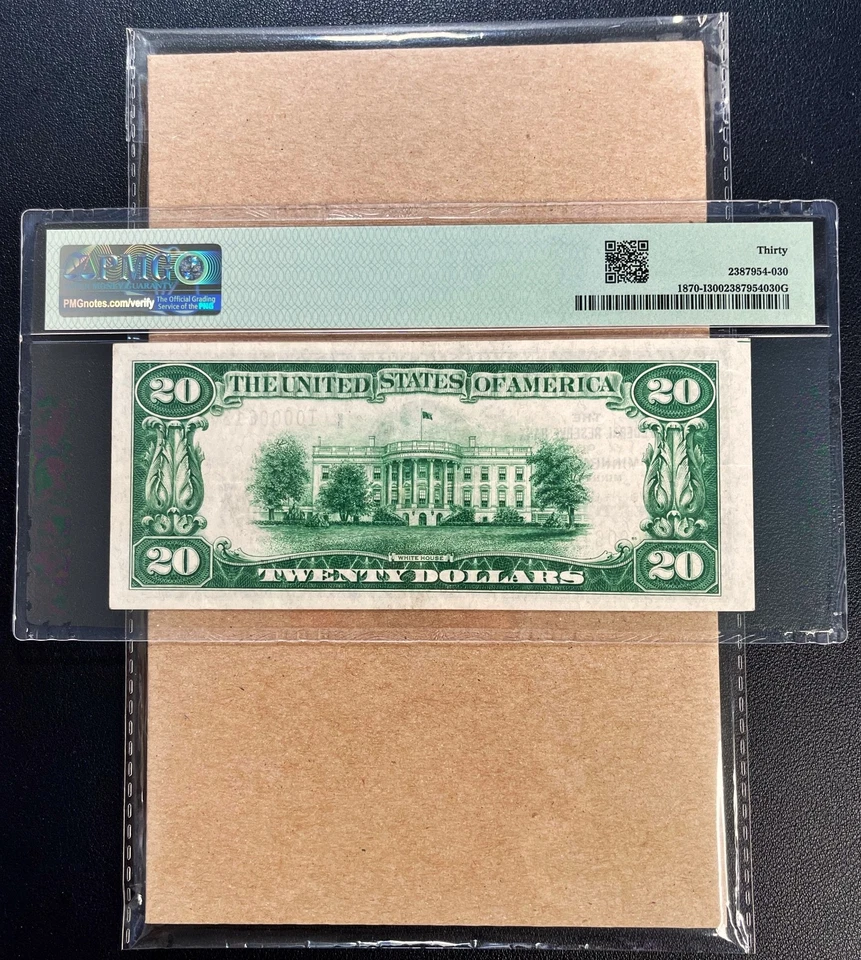 PMG
PMGnotes.com/verify
The Official Grading
Service of the PNG
Thirty
2387954-030
1870-I3002387954030G
20 THE UNITED STATES OF AMERICA 20
WHITE HOUSE
20 TWENTY DOLLARS 20